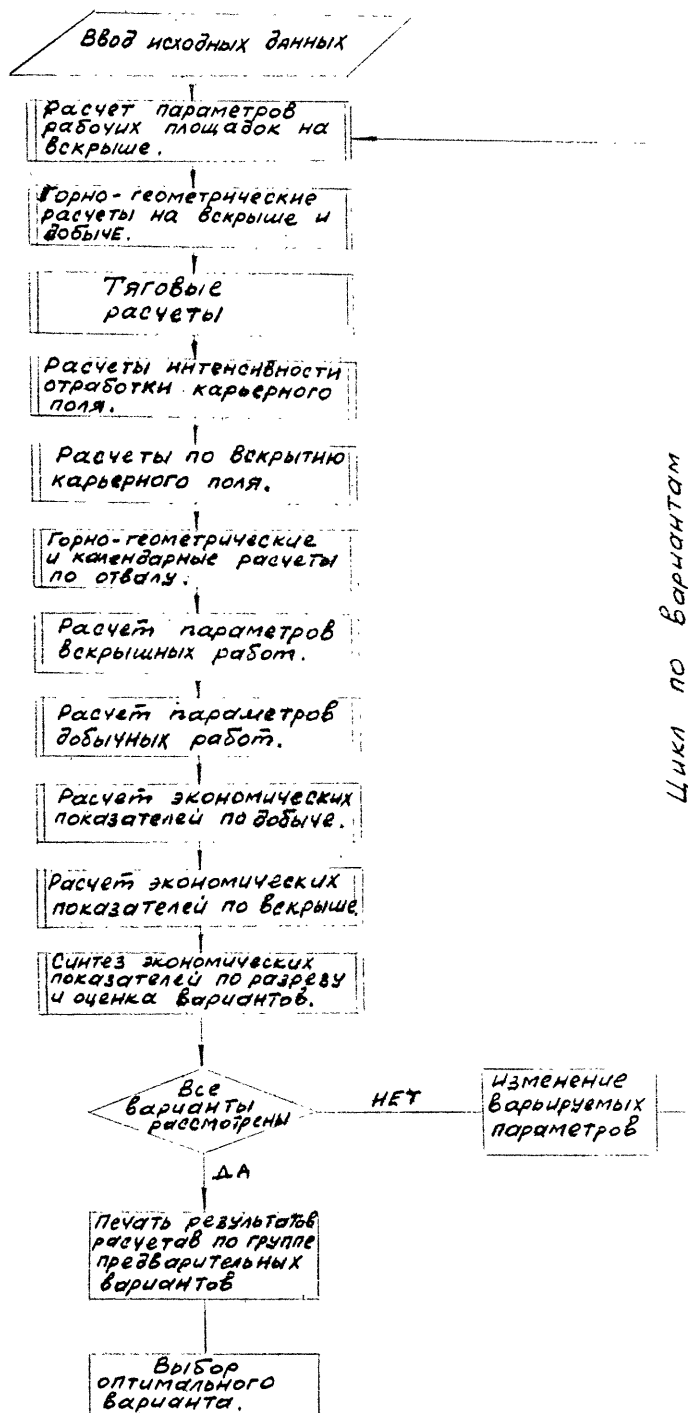 Ввод исходных данных
Расчет параметров
рабочих площадок на
вскрыше.
Горно-геометрические
расчеты на вскрыше и
добыче.
Тяговые
расчеты
Расчеты интенсивности
отработки карьерного
поля.
Расчеты по вскрытию
карьерного поля.
Горно-геометрические
и календарные расчеты
по отвалу.
Расчет параметров
вскрышных работ.
Расчет параметров
добычных работ.
Расчет экономических
показателей по добыче.
Расчет экономических
показателей по вскрыше.
Синтез экономических
показателей по разрезу
и оценка вариантов.
Все
варианты
рассмотрены
НЕТ
Изменение
варьируемых
параметров
Цикл по вариантам
ДА
Печать результатов
расчетав по группе
предварительных
вариантов
Выбор
оптимального
варианта.